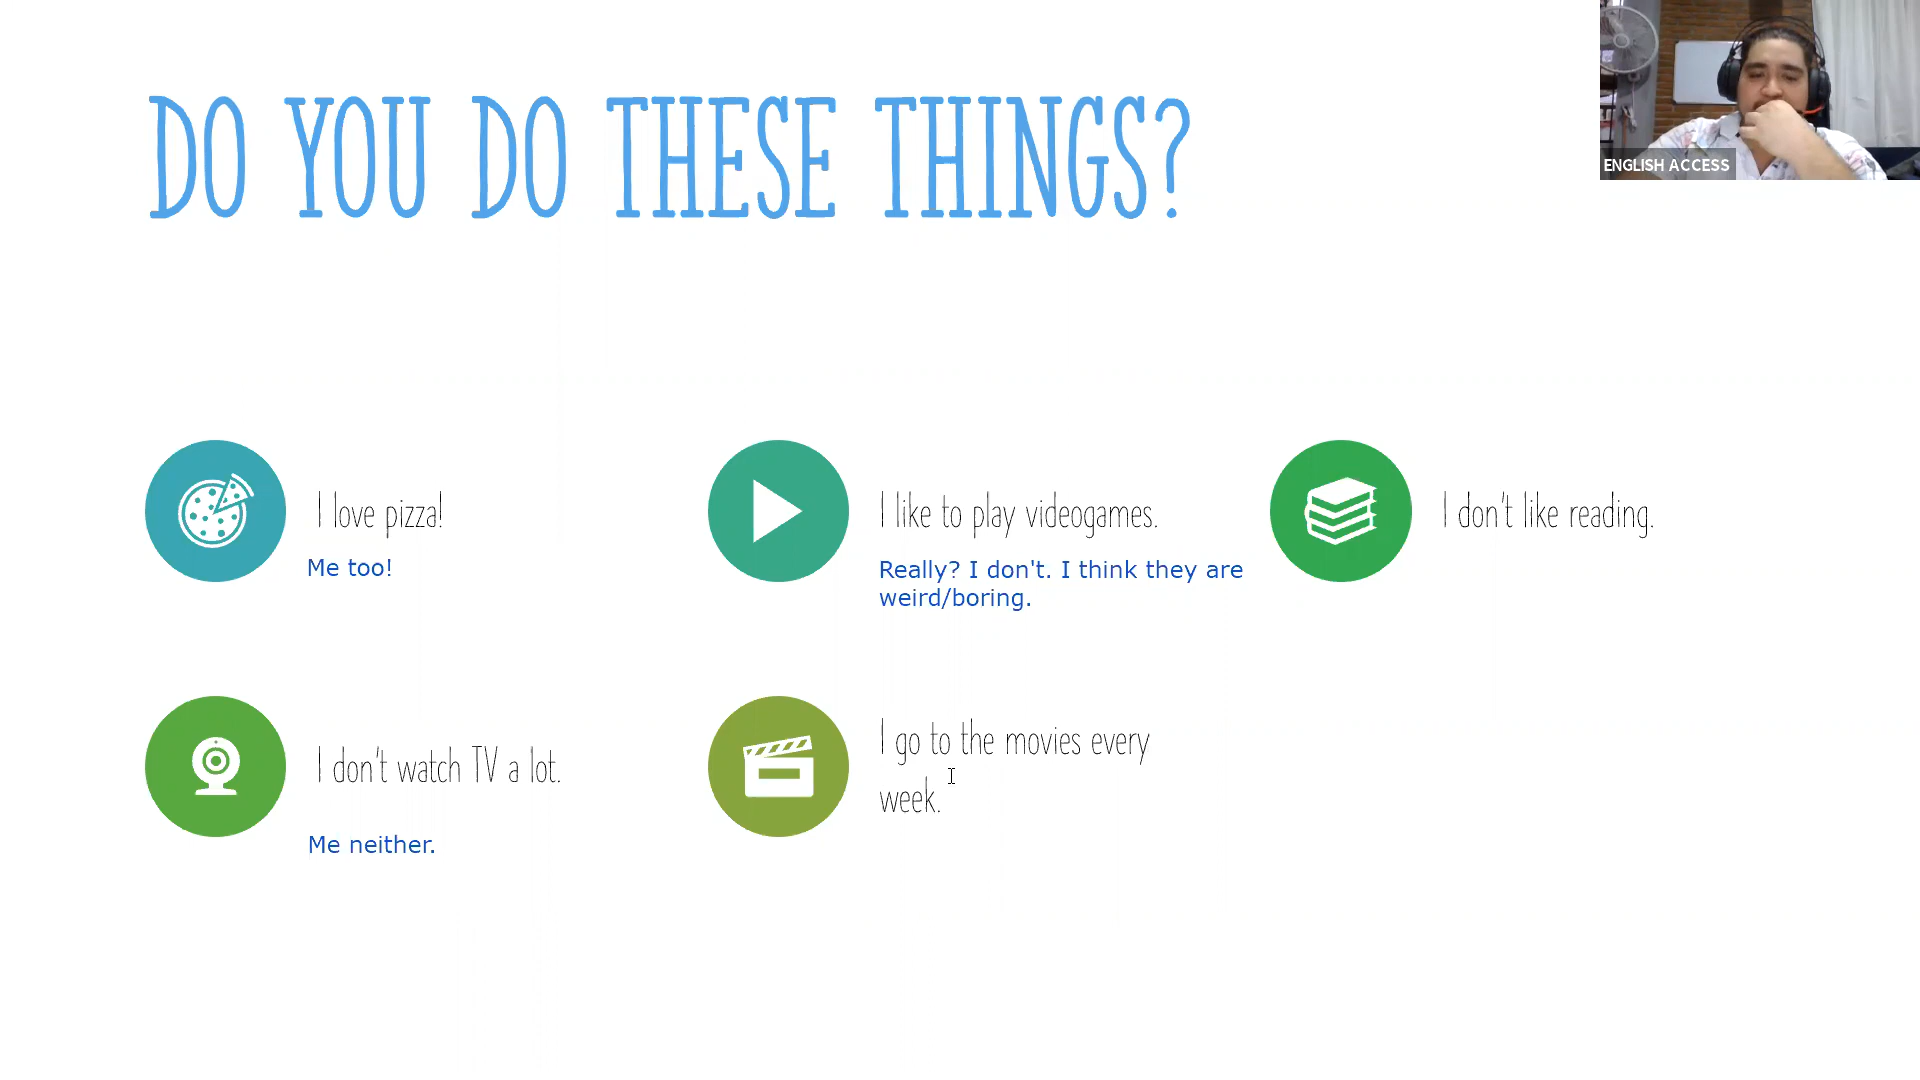 DO YOU DO THESE THINGS?
ENGLISH ACCESS
I love pizza!
Me too!
I like to play videogames.
Really? I don't. I think they are
weird/boring.
I don't like reading.
I don't watch TV a lot.
Me neither.
I go to the movies every
week.